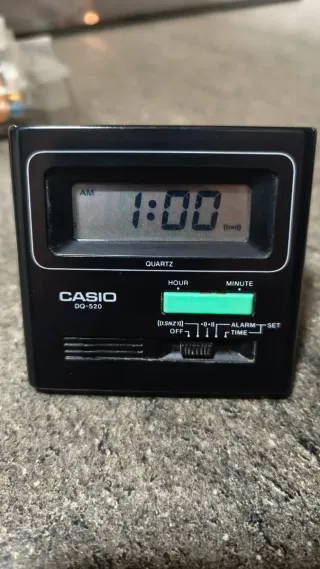 AM
1:00
QUARTZ
HOUR MINUTE
CASIO
DQ-520
((SNZ)) ALARM SET
OFF TIME